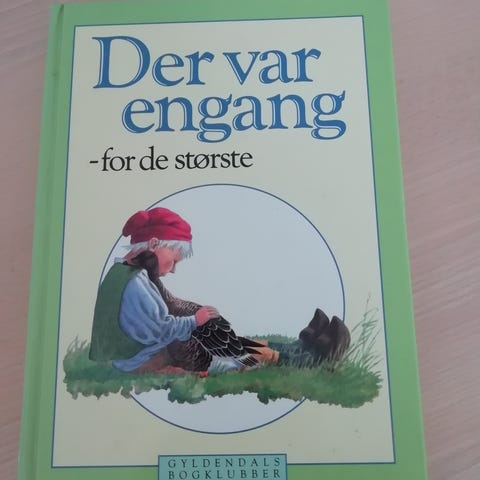 Der var
engang
-for de største
GYLDENDALS
BOGKLUBBER